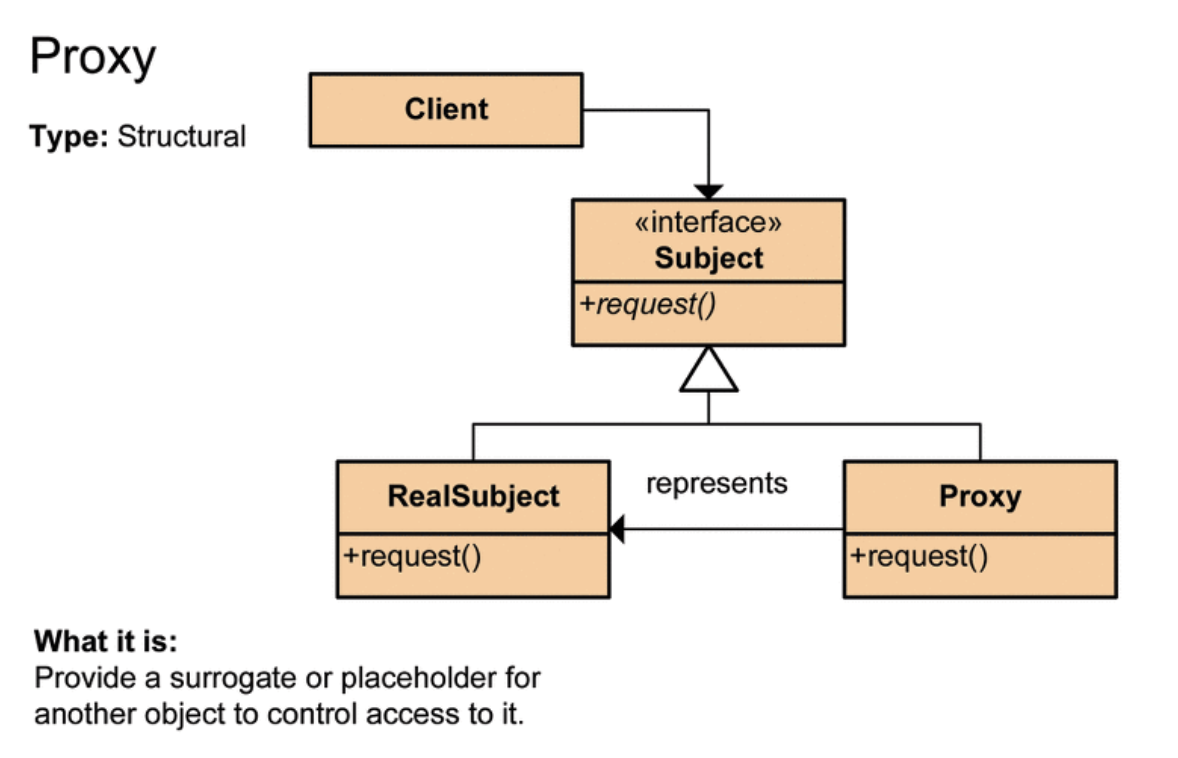 Proxy
Type: Structural
Client
«interface»
Subject
+request()
RealSubject
+request()
represents
Proxy
+request()
What it is:
Provide a surrogate or placeholder for
another object to control access to it.